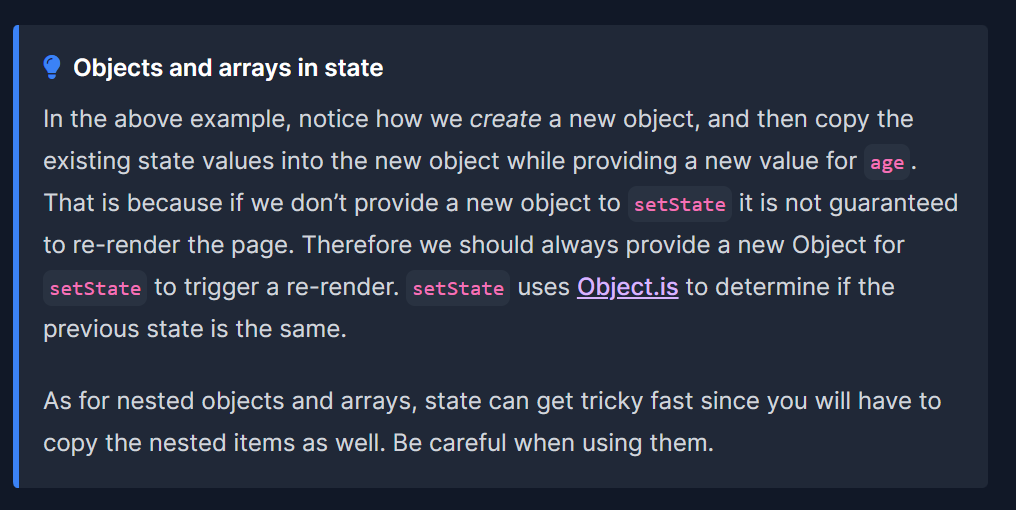 Objects and arrays in state
In the above example, notice how we create a new object, and then copy the
existing state values into the new object while providing a new value for age.
That is because if we don’t provide a new object to setState it is not guaranteed
to re-render the page. Therefore we should always provide a new Object for
setState to trigger a re-render. setState uses Object.is to determine if the
previous state is the same.
As for nested objects and arrays, state can get tricky fast since you will have to
copy the nested items as well. Be careful when using them.